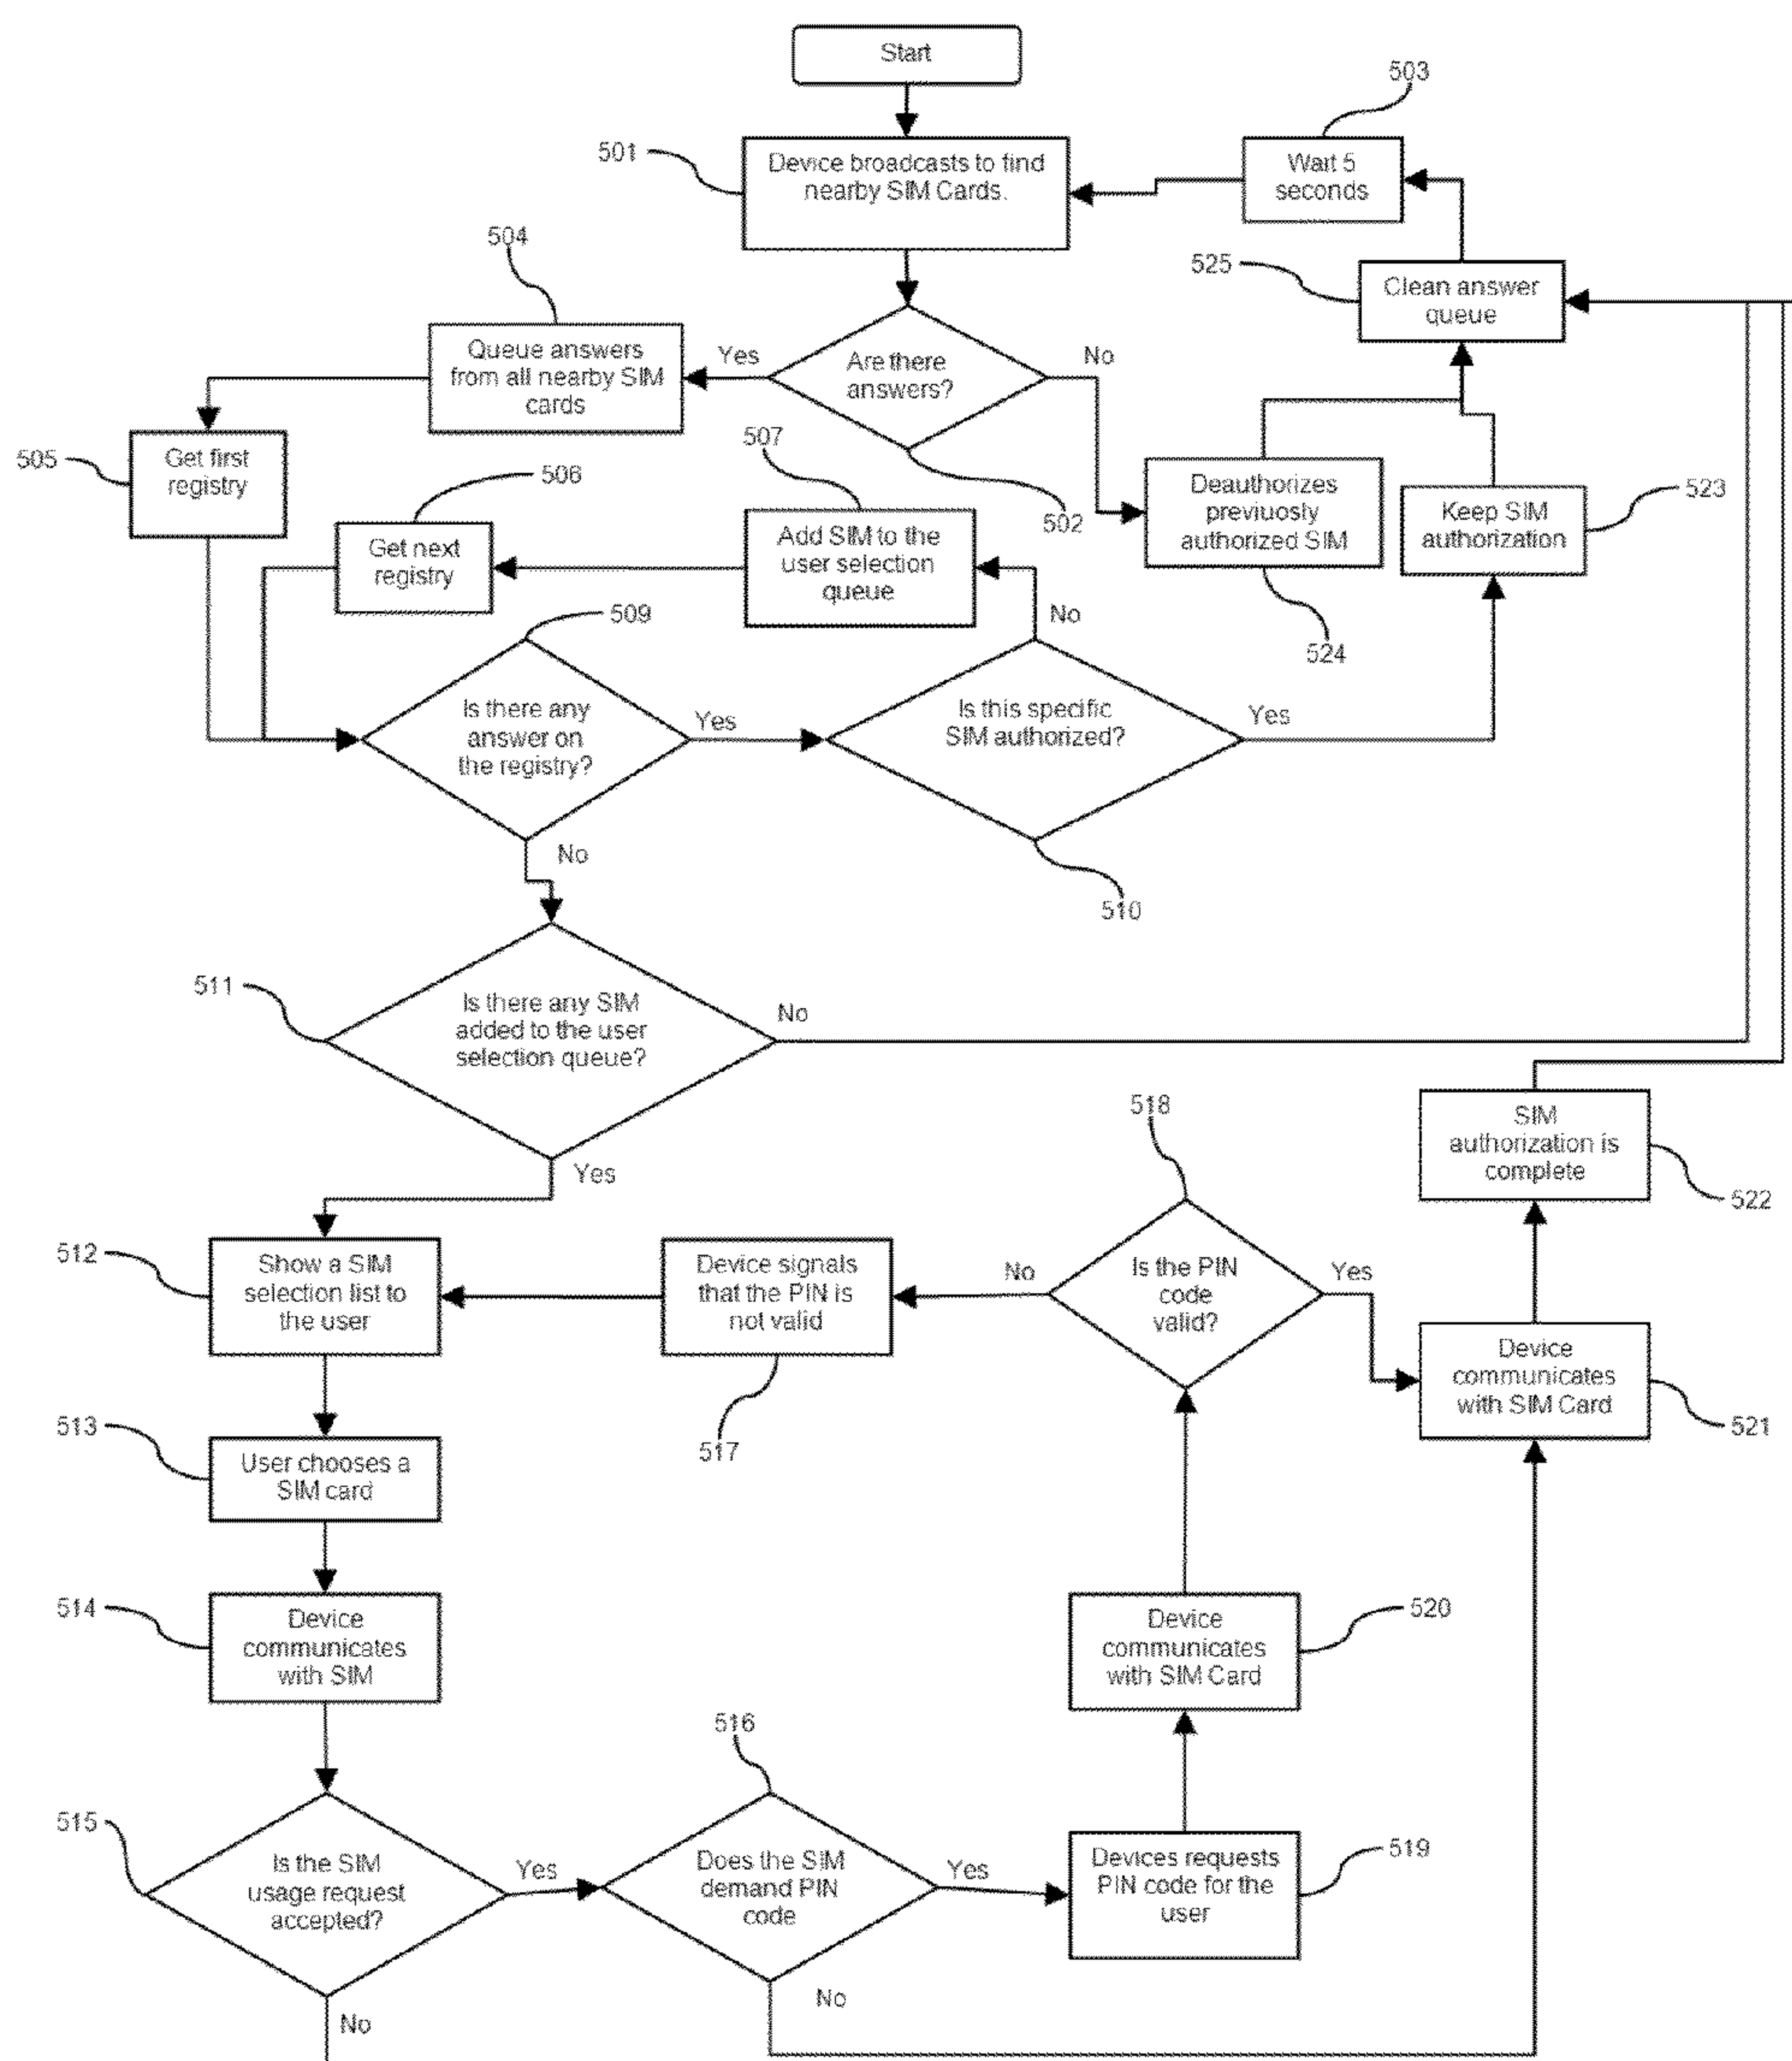 Start
503
501
Device broadcasts to find
nearby SIM Cards.
Wait 5
seconds
504
525
Clean answer
queue
Queue answers
from all nearby SIM
cards
Yes
Are there
answers?
No
505
Get first
registry
506
507
502
Deauthorizes
previuosly
authorized SIM
523
Keep SIM
authorization
Get next
registry
Add SIM to the
user selection
queue
509
No
524
Is there any
answer on
the registry?
Yes
Is this specific
SIM authorized?
Yes
No
510
511
Is there any SIM
added to the user
selection queue?
No
518
SIM
authorization is
complete
Yes
522
512
Show a SIM
selection list to
the user
Device signals
that the PIN is
not valid
No
Is the PIN
code
valid?
Yes
Device
communicates
with SIM Card
513
User chooses a
SIM card
517
521
514
Device
communicates
with SIM
Device
communicates
with SIM Card
520
516
515
Is the SIM
usage request
accepted?
Yes
Does the SIM
demand PIN
code
Yes
Devices requests
PIN code for the
user
519
No
No